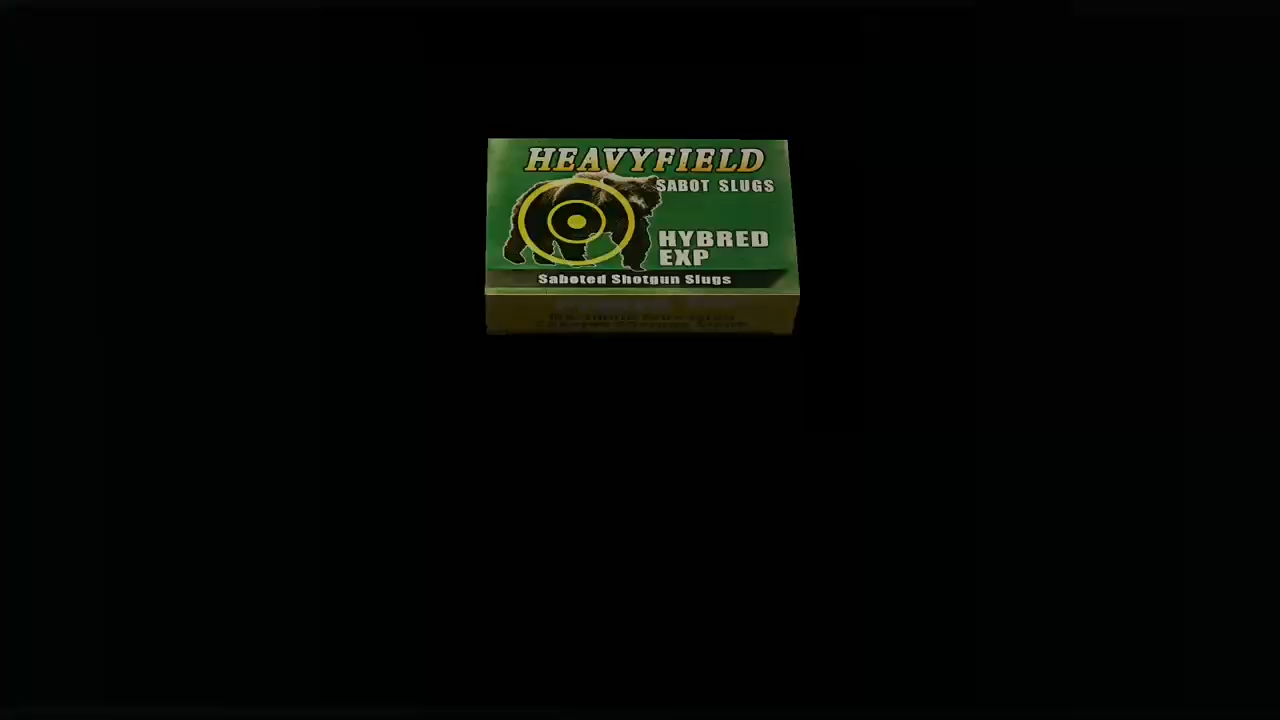 HEAVYFIELD
SABOT SLUGS
HYBRED
EXP
Saboted Shotgun Slugs